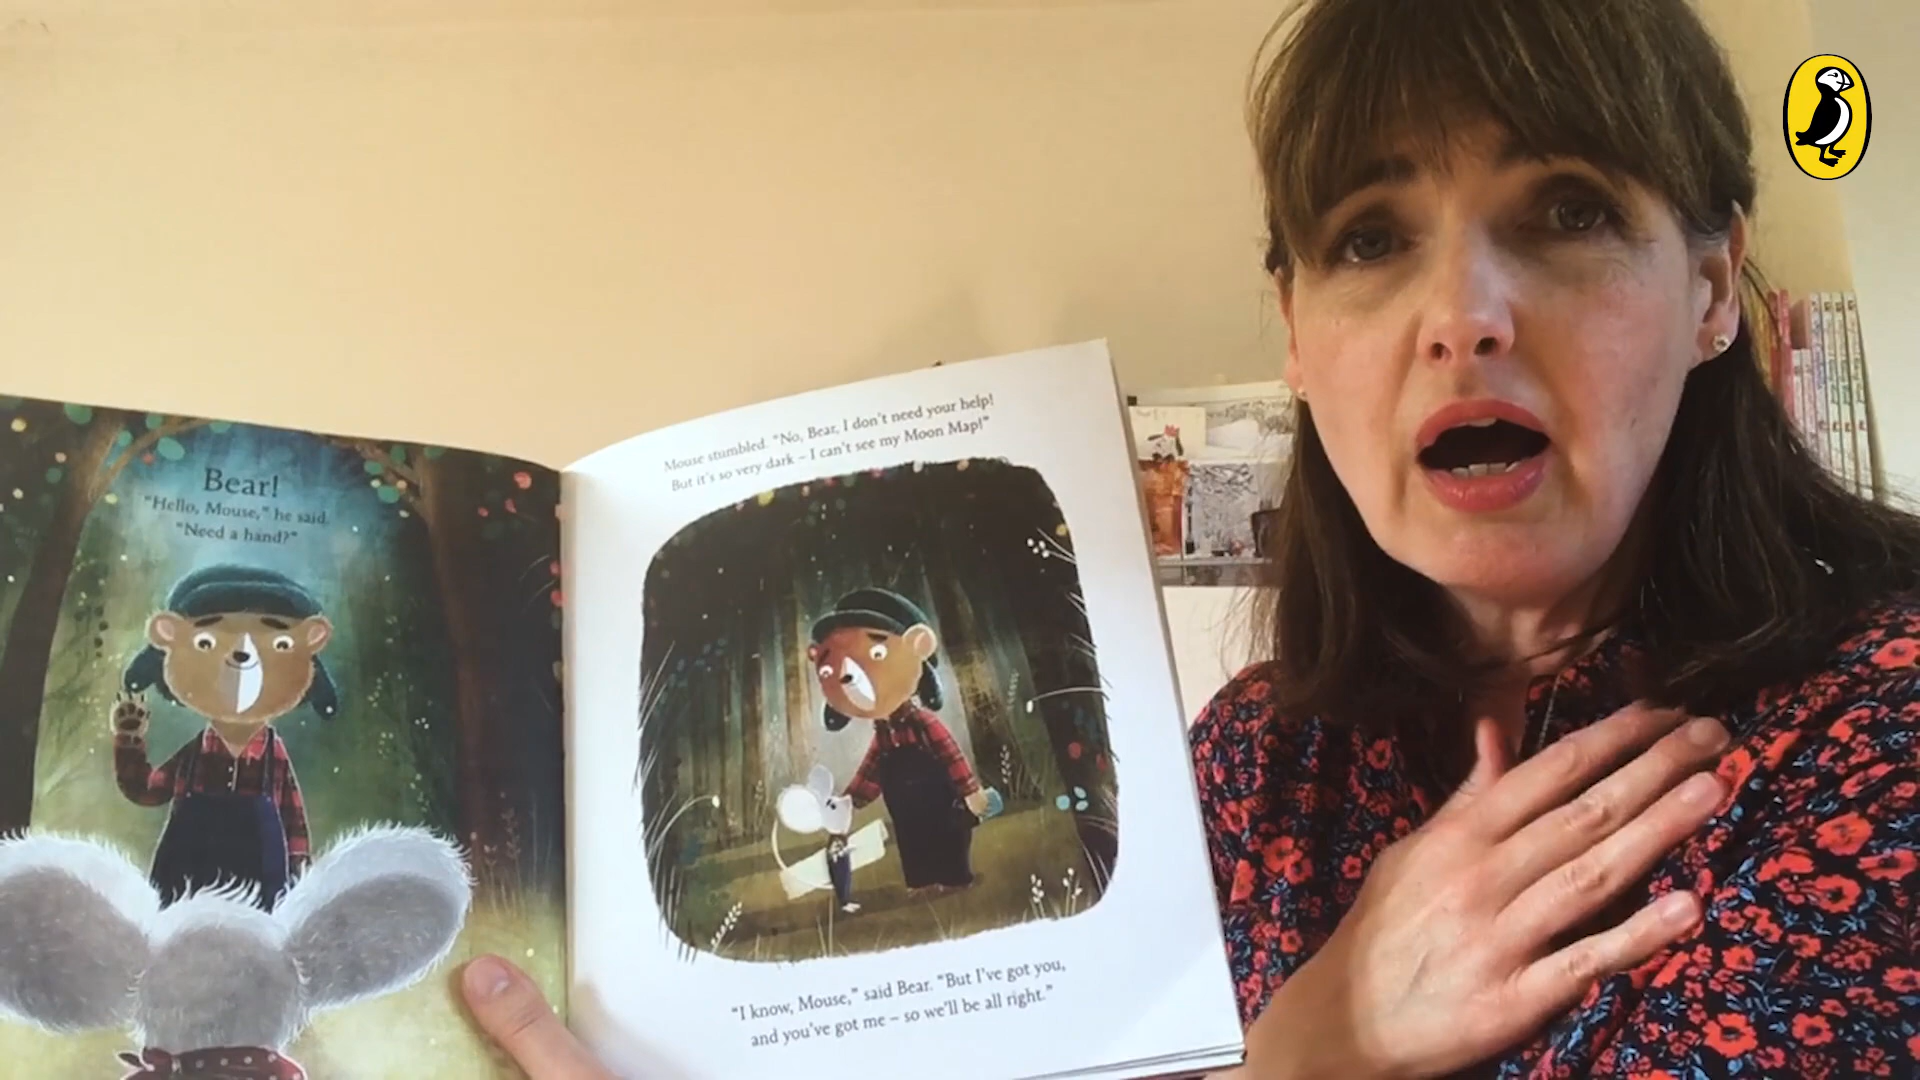 Bear!
"Hello, Mouse," he said.
"Need a hand?"
Mouse stumbled. "No, Bear, I don't need your help!
But it's so very dark – I can't see my Moon Map!"
"I know, Mouse," said Bear. "But I've got you,
and you've got me – so we'll be all right."